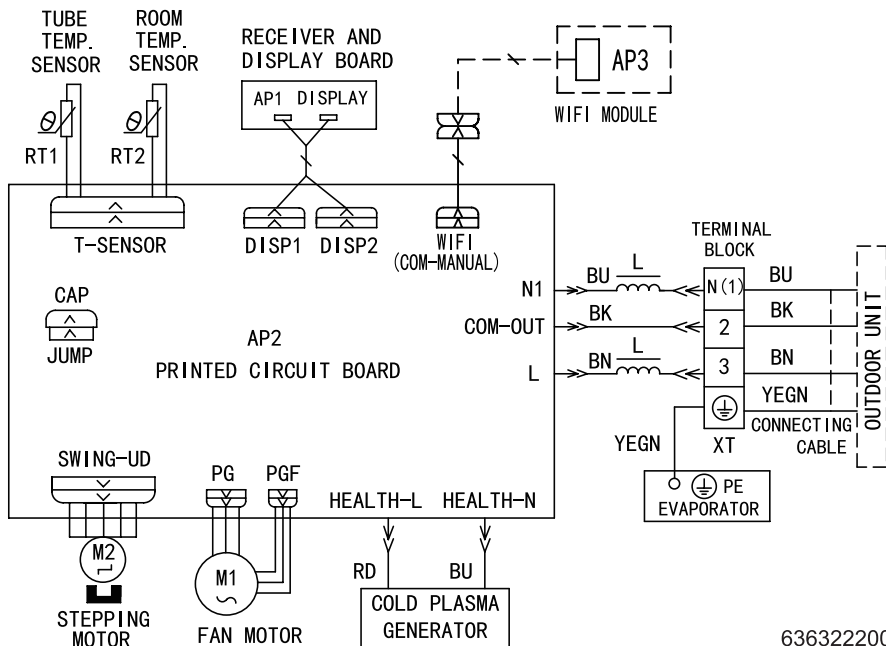 TUBE
TEMP.
SENSOR
ROOM
TEMP.
SENSOR
RECEIVER AND
DISPLAY BOARD
AP1 DISPLAY
AP3
WIFI MODULE
θ
RT1
θ
RT2
T-SENSOR
DISP1
DISP2
WIFI
(COM-MANUAL)
TERMINAL
BLOCK
CAP
JUMP
AP2
PRINTED CIRCUIT BOARD
N1
BU
L
N(1)
BU
COM-OUT
BK
2
BK
L
BN
L
3
BN
YEGN
XT
CONNECTING
CABLE
OUTDOOR UNIT
YEGN
PE
EVAPORATOR
SWING-UD
PG
PGF
HEALTH-L
HEALTH-N
M2
M1
RD
BU
STEPPING
MOTOR
FAN MOTOR
COLD PLASMA
GENERATOR